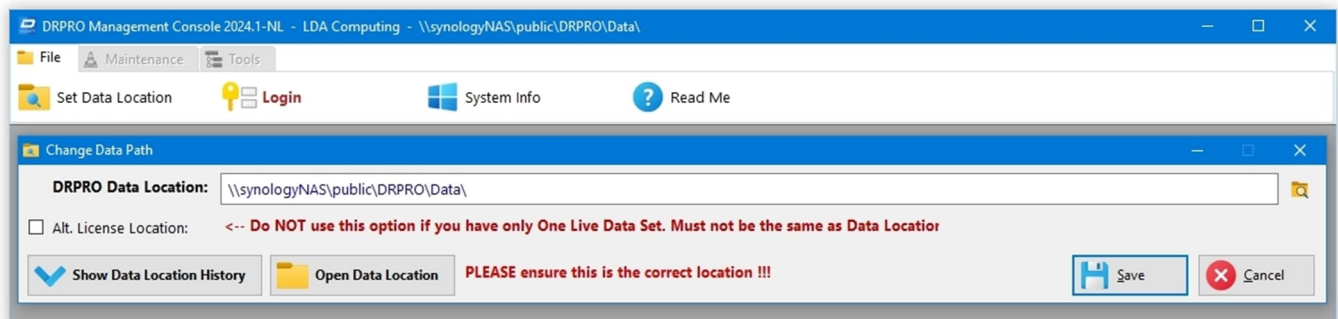 DRPRO Management Console 2024.1-NL - LDA Computing - \\synologyNAS\public\DRPRO\Data\
File Maintenance Tools
Set Data Location Login System Info Read Me
Change Data Path
DRPRO Data Location: \\synologyNAS\public\DRPRO\Data\
Alt. License Location: <-- Do NOT use this option if you have only One Live Data Set. Must not be the same as Data Location
Show Data Location History Open Data Location PLEASE ensure this is the correct location !!! Save Cancel